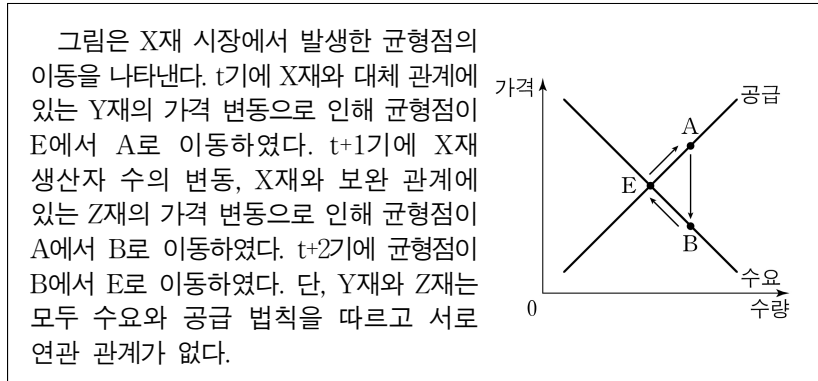 그림은 X재 시장에서 발생한 균형점의
이동을 나타낸다. t기에 X재와 대체 관계에
있는 Y재의 가격 변동으로 인해 균형점이
E에서 A로 이동하였다. t+1기에 X재
생산자 수의 변동, X재와 보완 관계에
있는 Z재의 가격 변동으로 인해 균형점이
A에서 B로 이동하였다. t+2기에 균형점이
B에서 E로 이동하였다. 단, Y재와 Z재는
모두 수요와 공급 법칙을 따르고 서로
연관 관계가 없다.
가격
공급
A
E
B
수요
0
수량